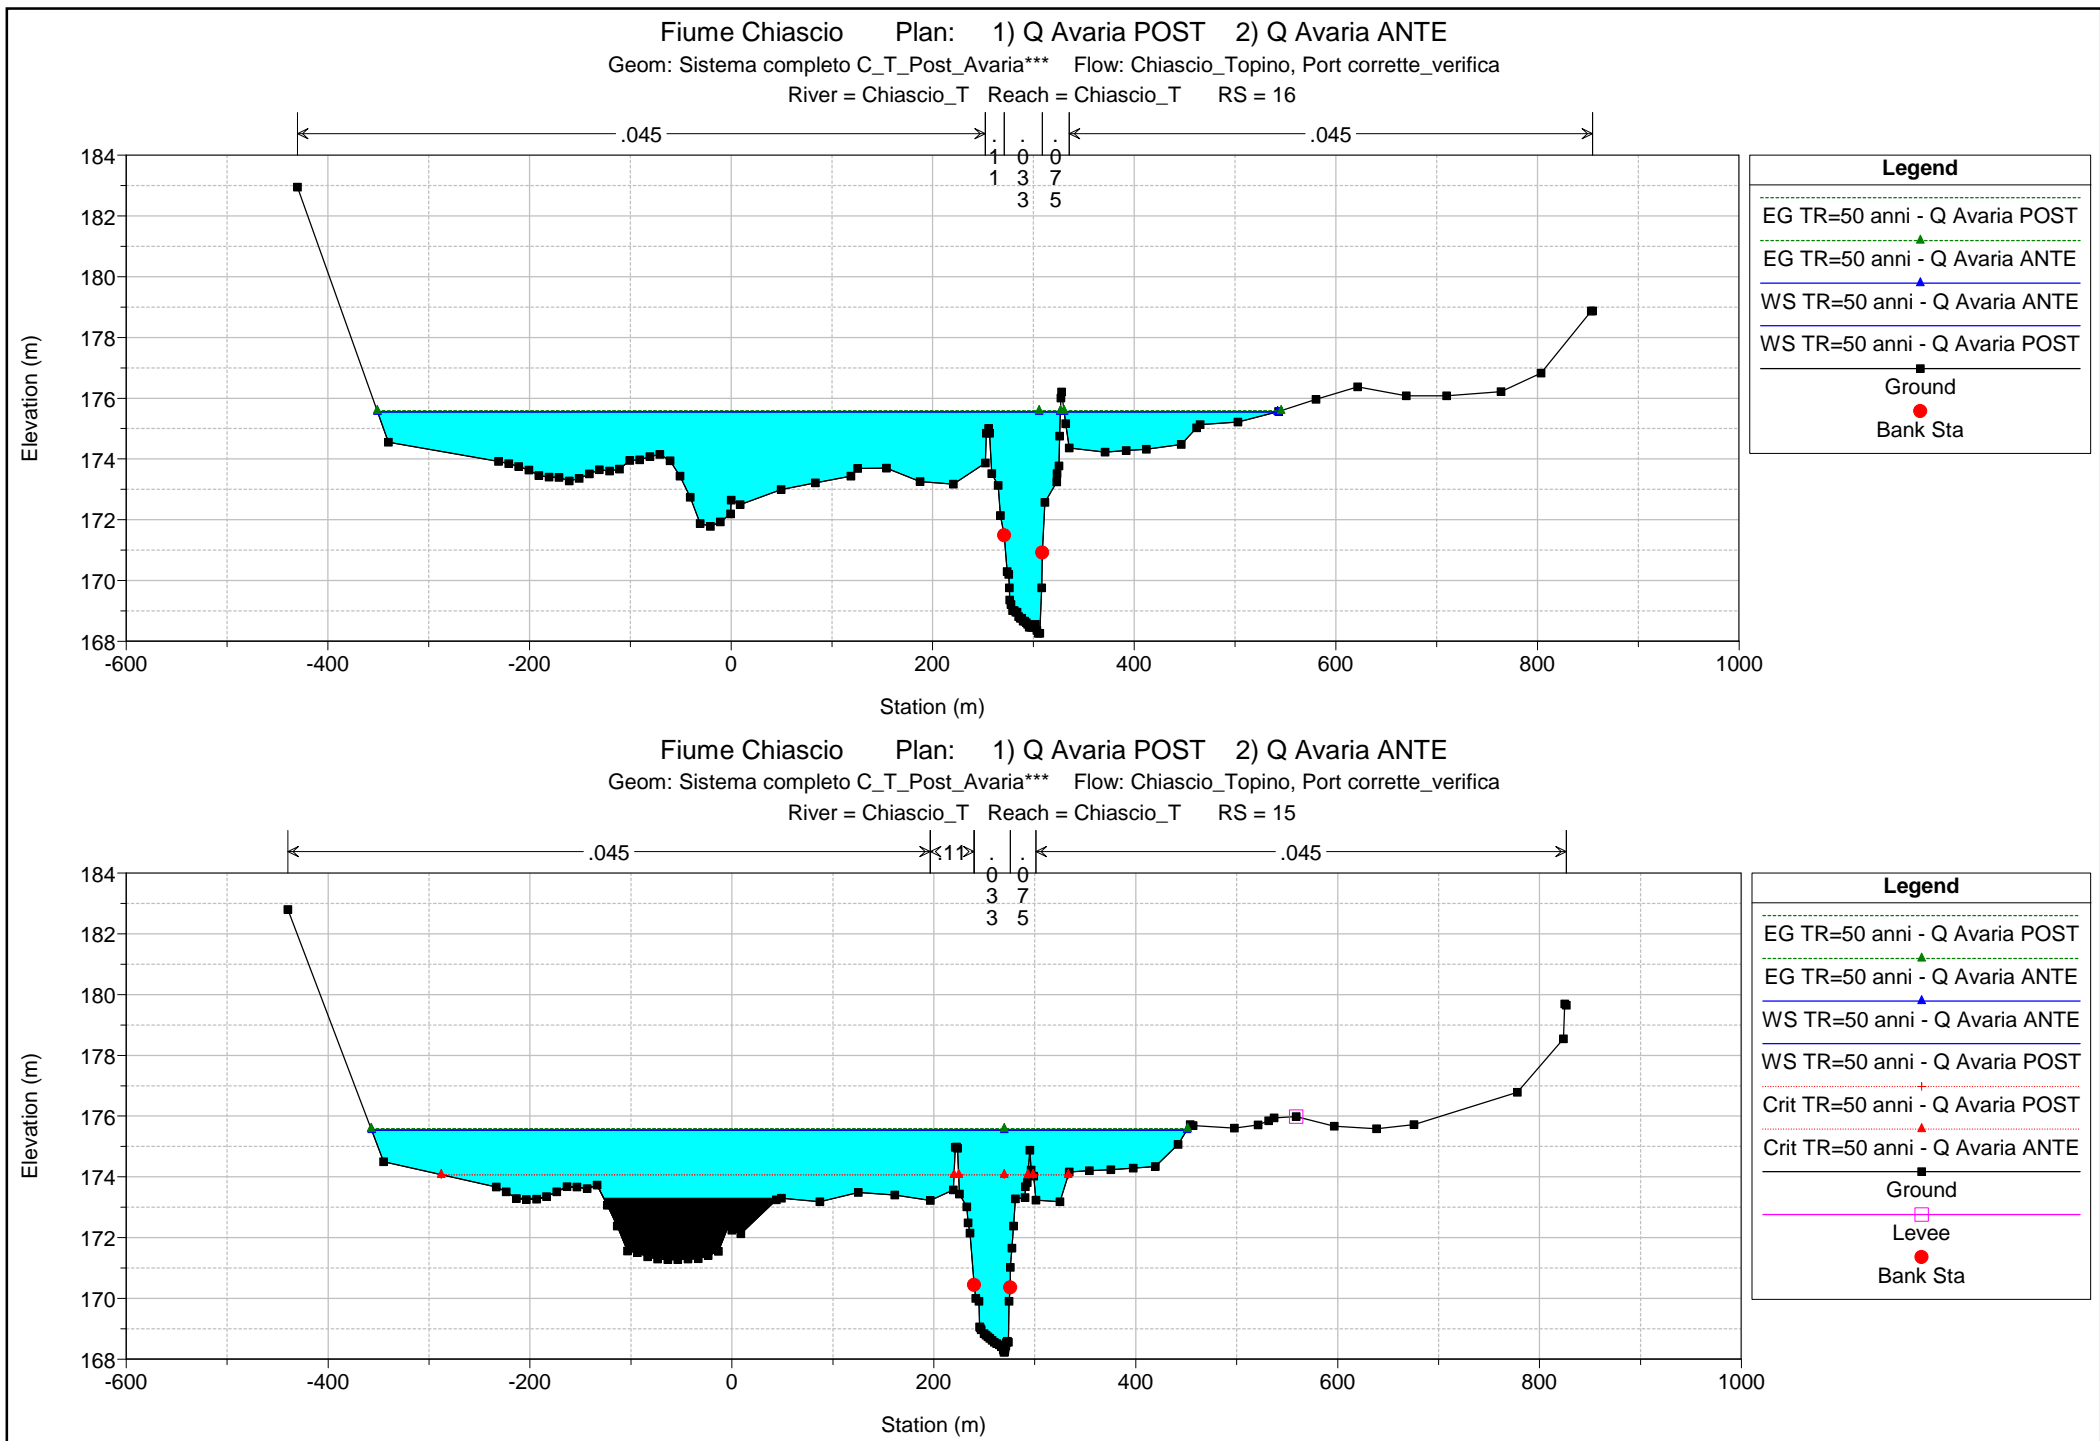 Fiume Chiascio Plan: 1) Q Avaria POST 2) Q Avaria ANTE
Geom: Sistema completo C_T_Post_Avaria*** Flow: Chiascio_Topino, Port corrette_verifica
River = Chiascio_T Reach = Chiascio_T RS = 16
.045 .11 .033 .075 .045
184
182
180
178
176
174
172
170
168
Elevation (m)
-600 -400 -200 0 200 400 600 800 1000
Station (m)
Legend
EG TR=50 anni - Q Avaria POST
EG TR=50 anni - Q Avaria ANTE
WS TR=50 anni - Q Avaria ANTE
WS TR=50 anni - Q Avaria POST
Ground
Bank Sta
Fiume Chiascio Plan: 1) Q Avaria POST 2) Q Avaria ANTE
Geom: Sistema completo C_T_Post_Avaria*** Flow: Chiascio_Topino, Port corrette_verifica
River = Chiascio_T Reach = Chiascio_T RS = 15
.045 .11 .033 .075 .045
184
182
180
178
176
174
172
170
168
Elevation (m)
-600 -400 -200 0 200 400 600 800 1000
Station (m)
Legend
EG TR=50 anni - Q Avaria POST
EG TR=50 anni - Q Avaria ANTE
WS TR=50 anni - Q Avaria ANTE
WS TR=50 anni - Q Avaria POST
Crit TR=50 anni - Q Avaria POST
Crit TR=50 anni - Q Avaria ANTE
Ground
Levee
Bank Sta